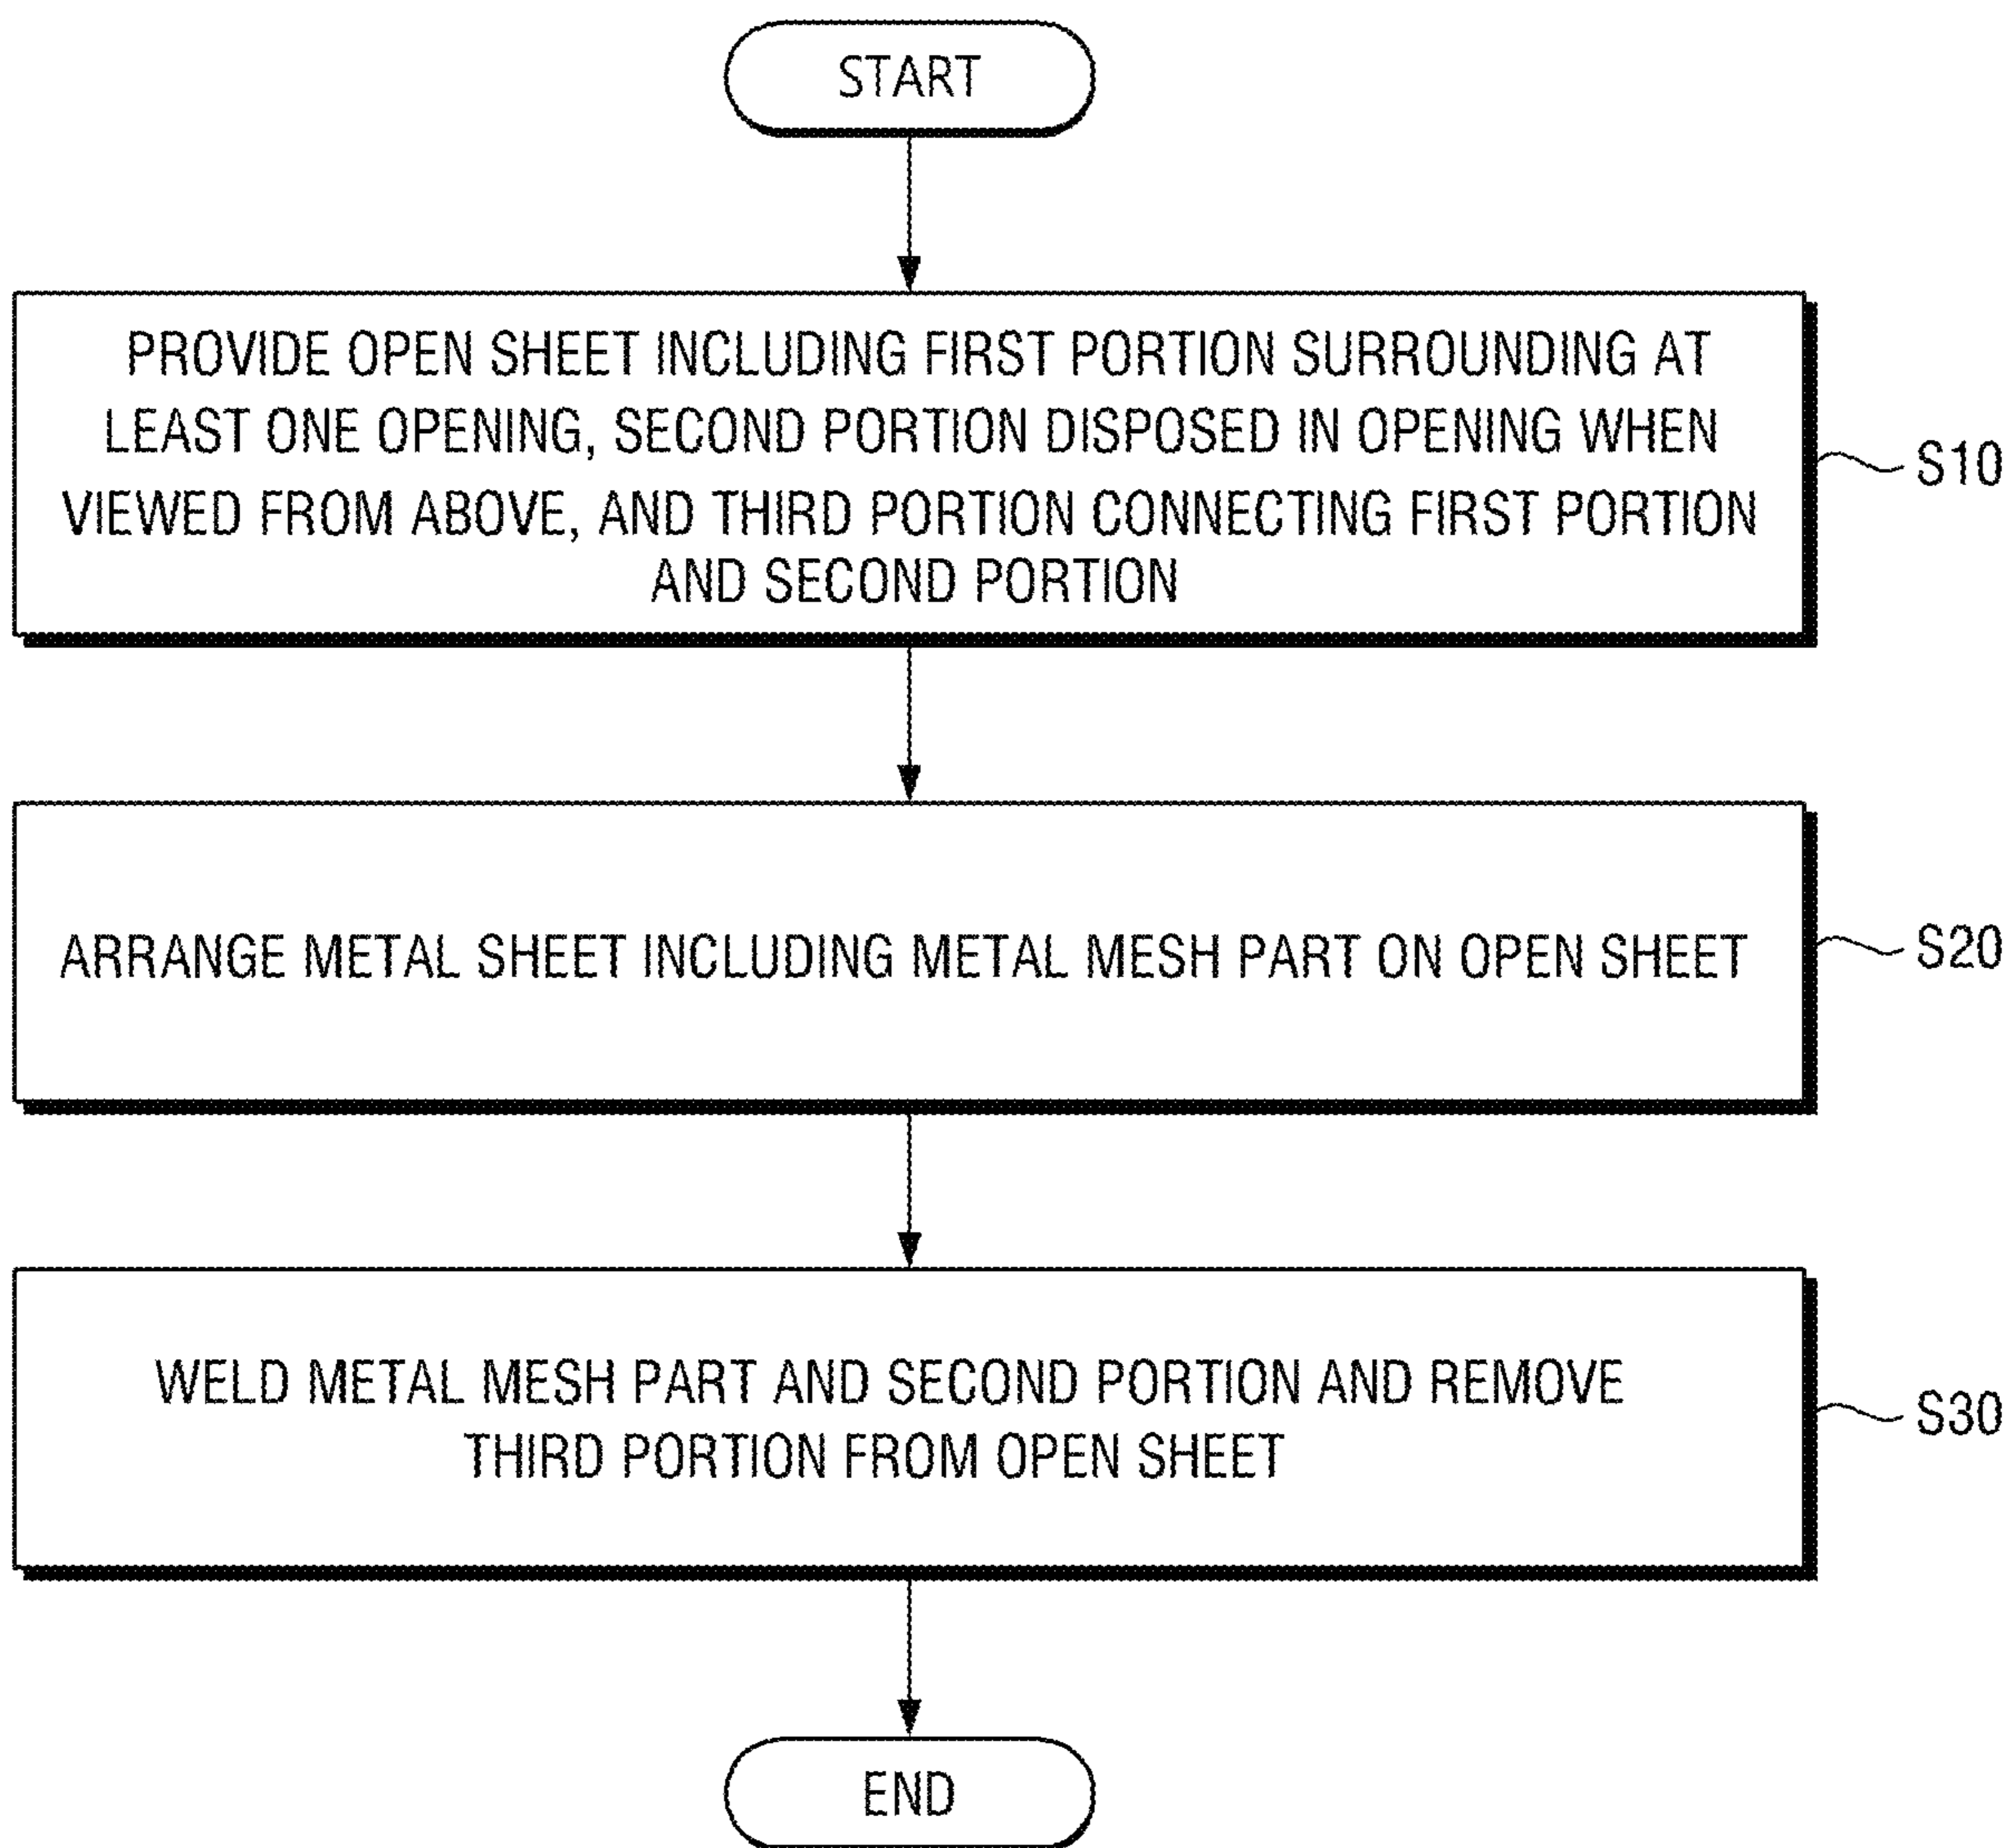 START
PROVIDE OPEN SHEET INCLUDING FIRST PORTION SURROUNDING AT
LEAST ONE OPENING, SECOND PORTION DISPOSED IN OPENING WHEN
VIEWED FROM ABOVE, AND THIRD PORTION CONNECTING FIRST PORTION
AND SECOND PORTION
S10
ARRANGE METAL SHEET INCLUDING METAL MESH PART ON OPEN SHEET
S20
WELD METAL MESH PART AND SECOND PORTION AND REMOVE
THIRD PORTION FROM OPEN SHEET
S30
END